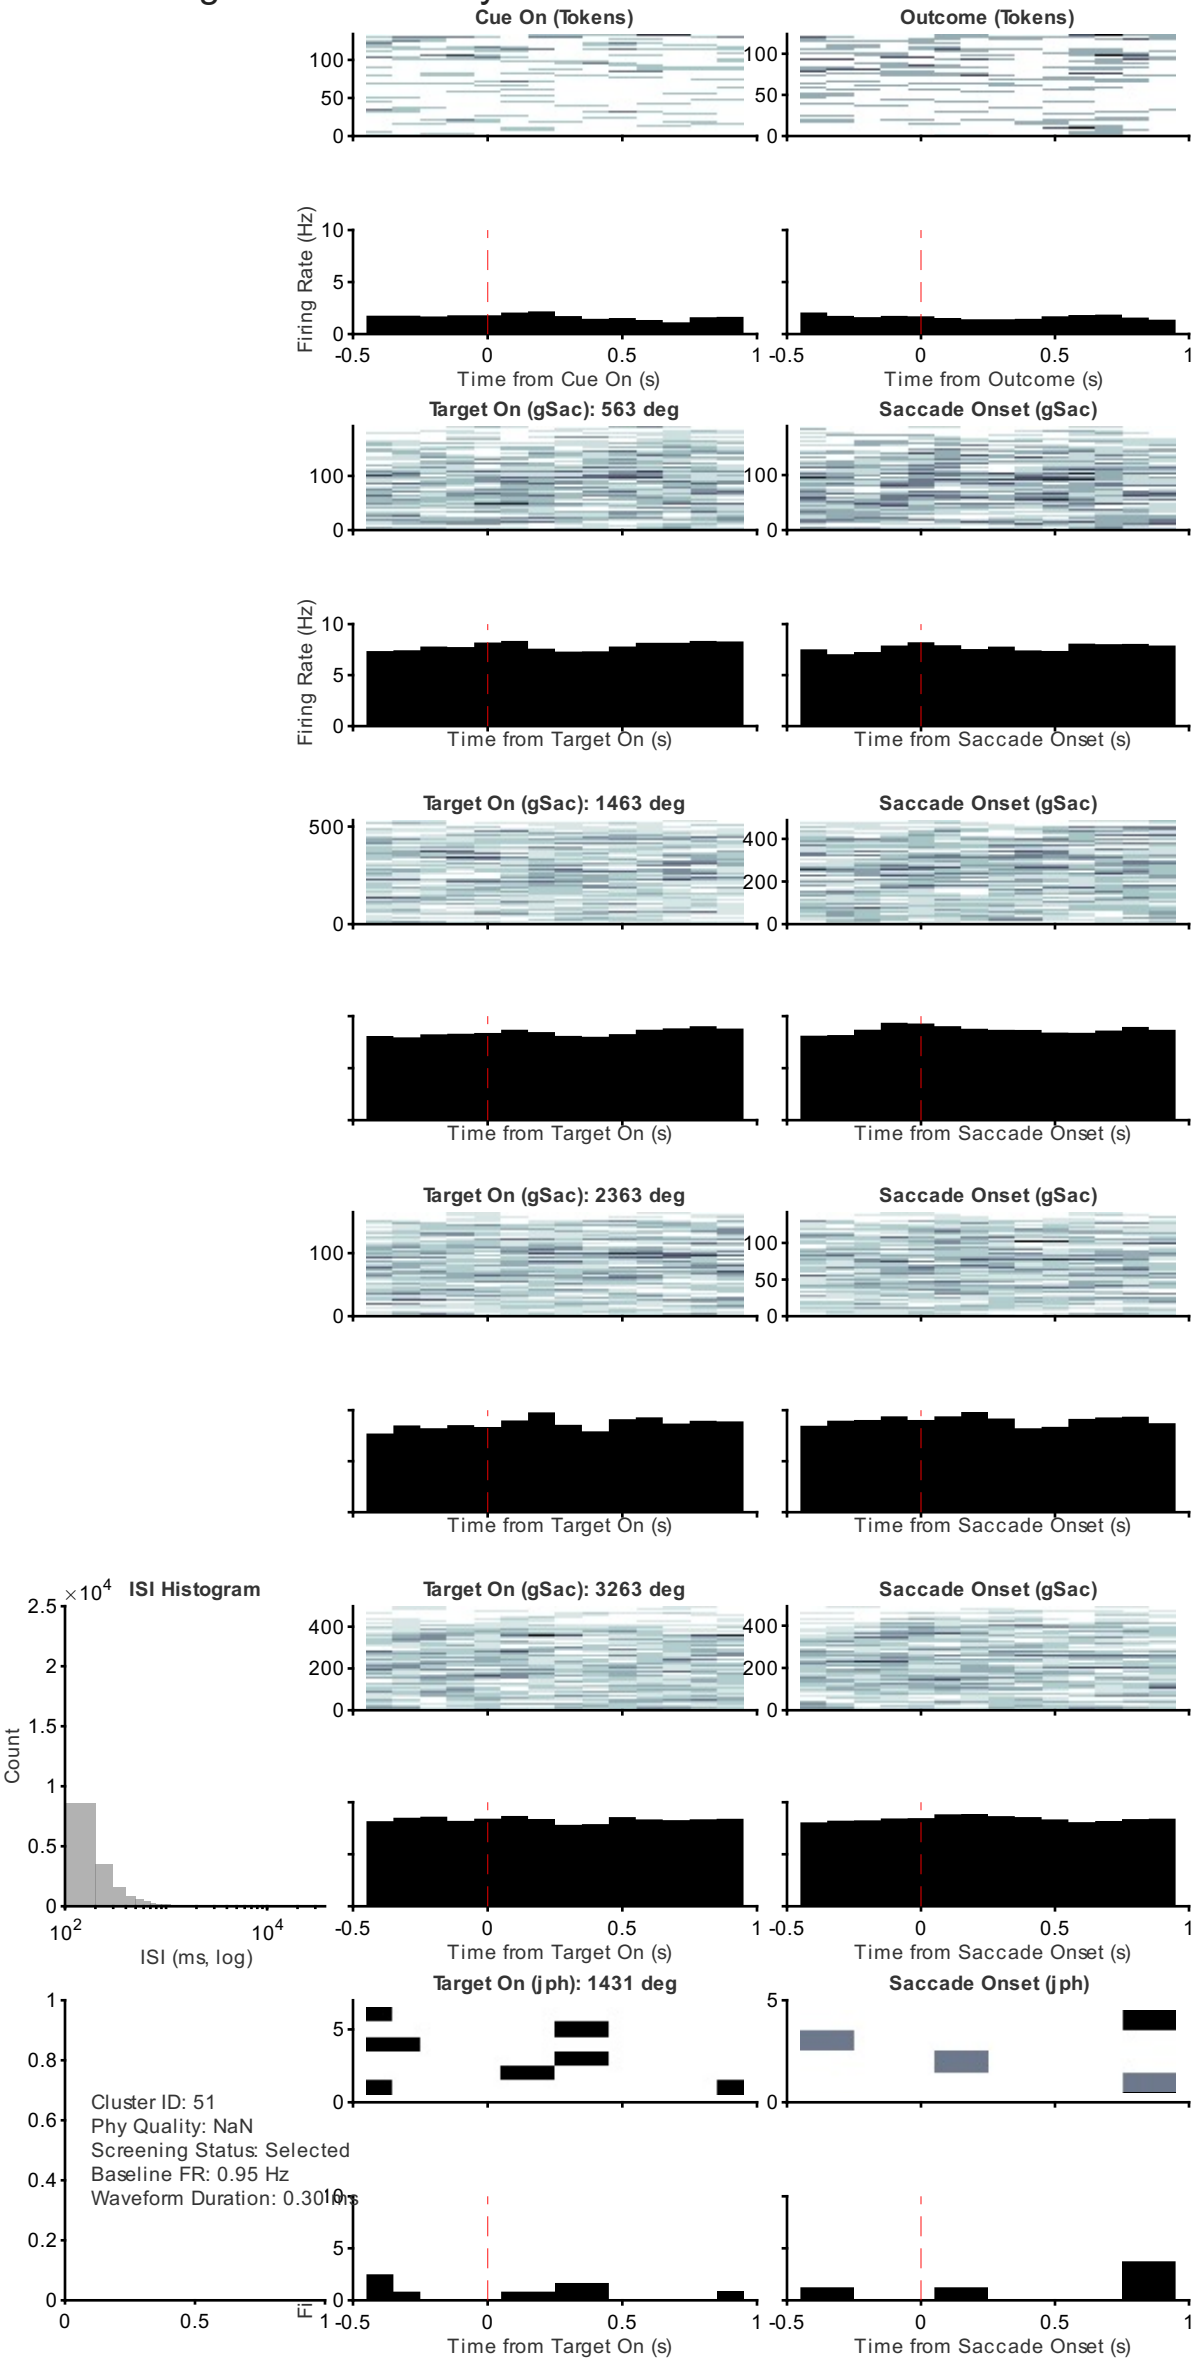 Cue On (Tokens)
Outcome (Tokens)
100
50
0
100
50
0
Firing Rate (Hz)
10
5
0
-0.5 0 0.5 1
-0.5 0 0.5 1
Time from Cue On (s)
Time from Outcome (s)
Target On (gSac): 563 deg
Saccade Onset (gSac)
100
0
100
0
Firing Rate (Hz)
10
5
0
Time from Target On (s)
Time from Saccade Onset (s)
Target On (gSac): 1463 deg
Saccade Onset (gSac)
500
0
400
200
0
Time from Target On (s)
Time from Saccade Onset (s)
Target On (gSac): 2363 deg
Saccade Onset (gSac)
100
0
100
50
0
Time from Target On (s)
Time from Saccade Onset (s)
×10⁴ ISI Histogram
2.5
2
1.5
1
0.5
0
Count
10² 10⁴
ISI (ms, log)
Target On (gSac): 3263 deg
Saccade Onset (gSac)
400
200
0
400
200
0
-0.5 0 0.5 1
-0.5 0 0.5 1
Time from Target On (s)
Time from Saccade Onset (s)
Target On (jph): 1431 deg
Saccade Onset (jph)
5
0
5
0
1
0.8
0.6
0.4
0.2
0
0 0.5 1
Cluster ID: 51
Phy Quality: NaN
Screening Status: Selected
Baseline FR: 0.95 Hz
Waveform Duration: 0.30 ms
Fi
10
5
0
-0.5 0 0.5 1
-0.5 0 0.5 1
Time from Target On (s)
Time from Saccade Onset (s)